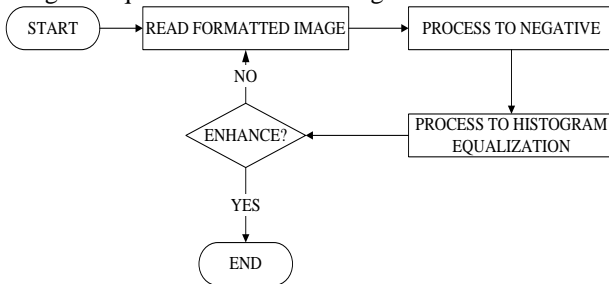 START
READ FORMATTED IMAGE
PROCESS TO NEGATIVE
NO
ENHANCE?
PROCESS TO HISTOGRAM
EQUALIZATION
YES
END